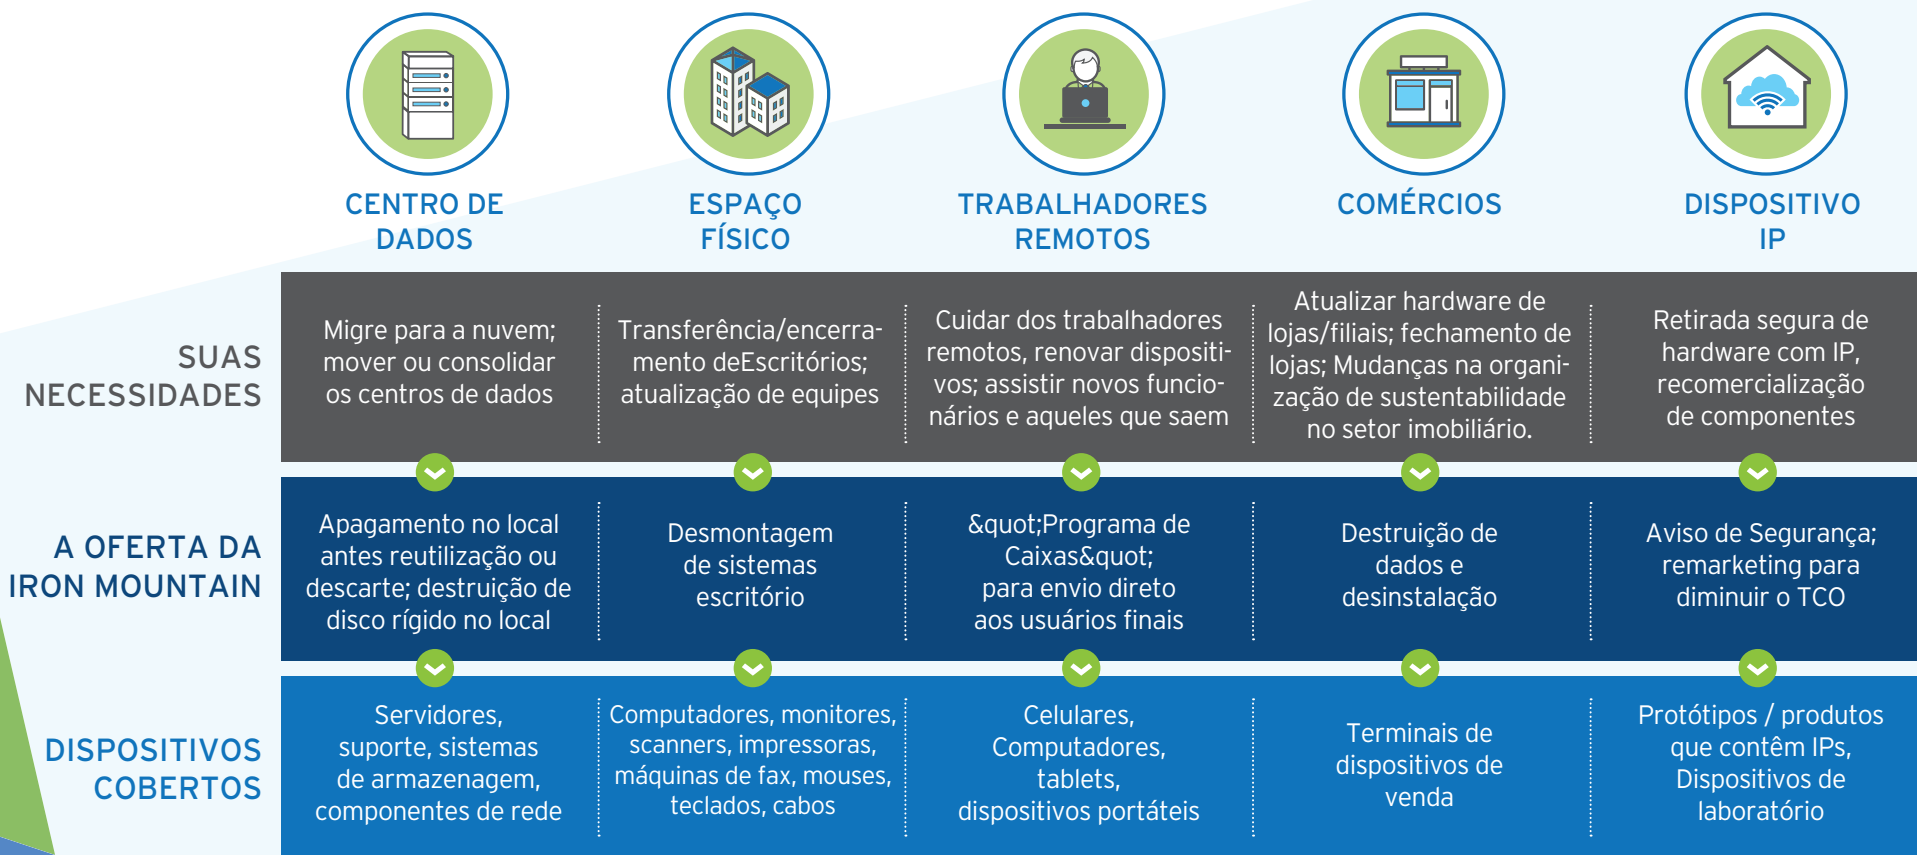 CENTRO DE
DADOS
ESPAÇO
FÍSICO
TRABALHADORES
REMOTOS
COMÉRCIOS
DISPOSITIVO
IP
SUAS
NECESSIDADES
Migre para a nuvem;
mover ou consolidar
os centros de dados
Transferência/encerra-
mento deEscritórios;
atualização de equipes
Cuidar dos trabalhadores
remotos, renovar dispositi-
vos; assistir novos funcio-
nários e aqueles que saem
Atualizar hardware de
lojas/filiais; fechamento de
lojas; Mudanças na organi-
zação de sustentabilidade
no setor imobiliário.
Retirada segura de
hardware com IP,
recomercialização
de componentes
A OFERTA DA
IRON MOUNTAIN
Apagamento no local
antes reutilização ou
descarte; destruição de
disco rígido no local
Desmontagem
de sistemas
escritório
&quot;Programa de
Caixas&quot;
para envio direto
aos usuários finais
Destruição de
dados e
desinstalação
Aviso de Segurança;
remarketing para
diminuir o TCO
DISPOSITIVOS
COBERTOS
Servidores,
suporte, sistemas
de armazenagem,
componentes de rede
Computadores, monitores,
scanners, impressoras,
máquinas de fax, mouses,
teclados, cabos
Celulares,
Computadores,
tablets,
dispositivos portáteis
Terminais de
dispositivos de
venda
Protótipos / produtos
que contêm IPs,
Dispositivos de
laboratório